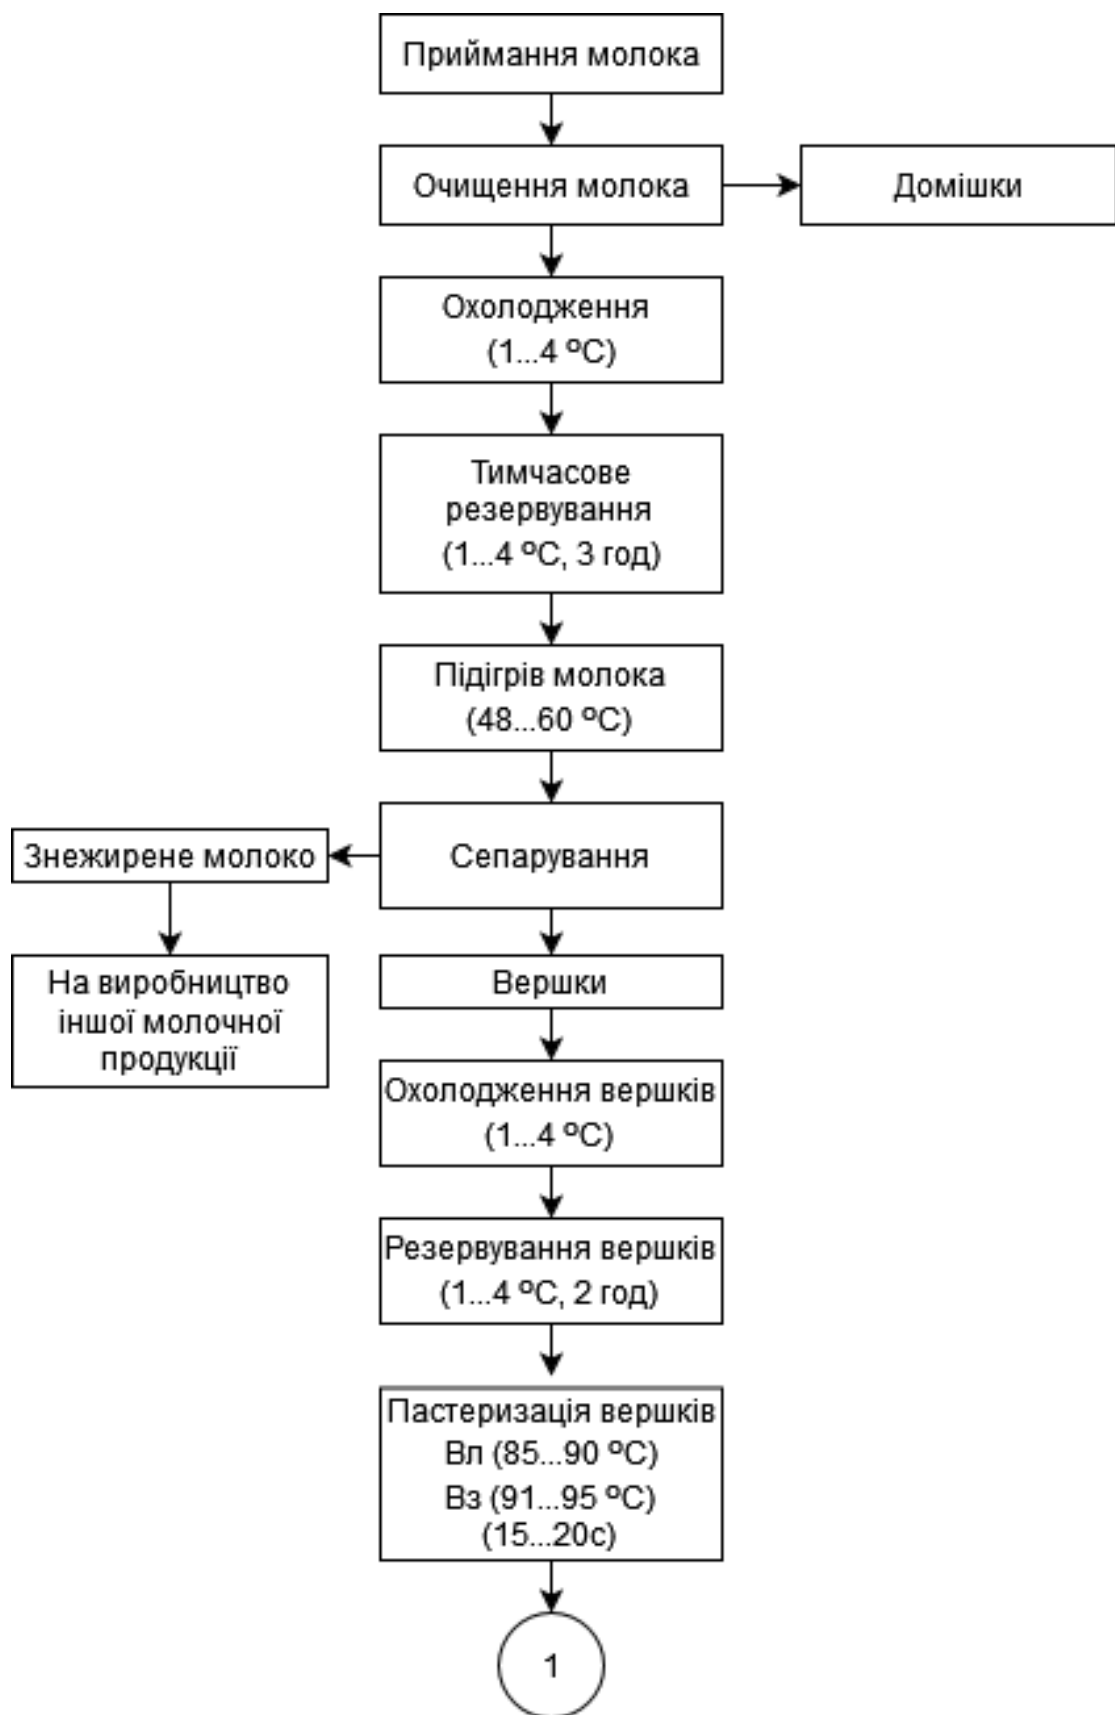 Приймання молока
Очищення молока
Домішки
Охолодження
(1...4 ºС)
Тимчасове
резервування
(1...4 ºС, 3 год)
Підігрів молока
(48...60 ºС)
Сепарування
Знежирене молоко
На виробництво
іншої молочної
продукції
Вершки
Охолодження вершків
(1...4 ºС)
Резервування вершків
(1...4 ºС, 2 год)
Пастеризація вершків
Вл (85...90 ºС)
Вз (91...95 ºС)
(15...20с)
1